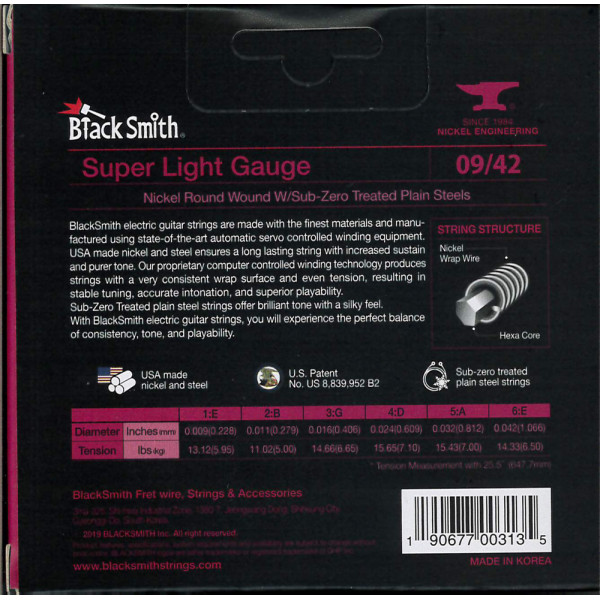 Black Smith®
SINCE 1984
NICKEL ENGINEERING
Super Light Gauge
09/42
Nickel Round Wound W/Sub-Zero Treated Plain Steels
BlackSmith electric guitar strings are made with the finest materials and manu-
factured using state-of-the-art automatic servo controlled winding equipment.
USA made nickel and steel ensures a long lasting string with increased sustain
and purer tone. Our proprietary computer controlled winding technology produces
strings with a very consistent wrap surface and even tension, resulting in
stable tuning, accurate intonation, and superior playability.
Sub-Zero Treated plain steel strings offer brilliant tone with a silky feel.
With BlackSmith electric guitar strings, you will experience the perfect balance
of consistency, tone, and playability.
STRING STRUCTURE
Nickel
Wrap Wire
Hexa Core
USA made
nickel and steel
U.S. Patent
No. US 8,839,952 B2
Sub-zero treated
plain steel strings
1:E 2:B 3:G 4:D 5:A 6:E
Diameter Inches(mm) 0.009(0.228) 0.011(0.279) 0.016(0.406) 0.024(0.609) 0.032(0.812) 0.042(1.066)
Tension lbs(kg) 13.12(5.95) 11.02(5.00) 14.66(6.65) 15.65(7.10) 15.43(7.00) 14.33(6.50)
* Tension Measurement with 25.5" (647.7mm)
BlackSmith Fret wire, Strings & Accessories
Jeongwang Dong, Siheung City,
South Korea
2019 BLACKSMITH Inc. All right reserved.
www.blacksmithstrings.com
1 90677 00313 5
MADE IN KOREA